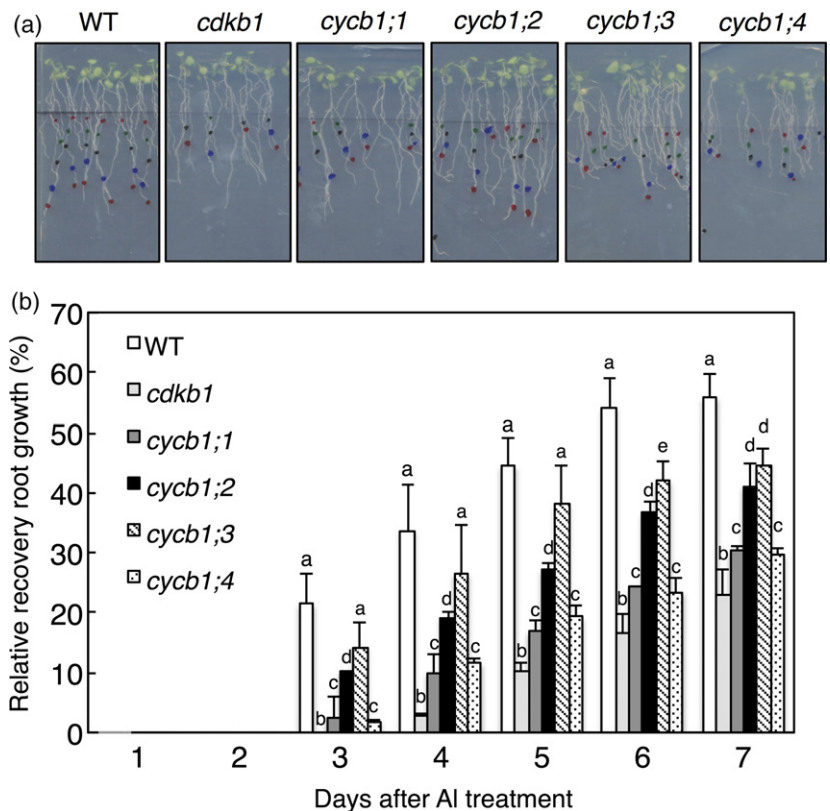 (a) WT cdkb1 cycb1;1 cycb1;2 cycb1;3 cycb1;4
(b)
Relative recovery root growth (%)
70
60
50
40
30
20
10
0
WT
cdkb1
cycb1;1
cycb1;2
cycb1;3
cycb1;4
a b c d a c
a b c d a c
a b c d a c
a b c d e c
a b c d d c
1 2 3 4 5 6 7
Days after Al treatment